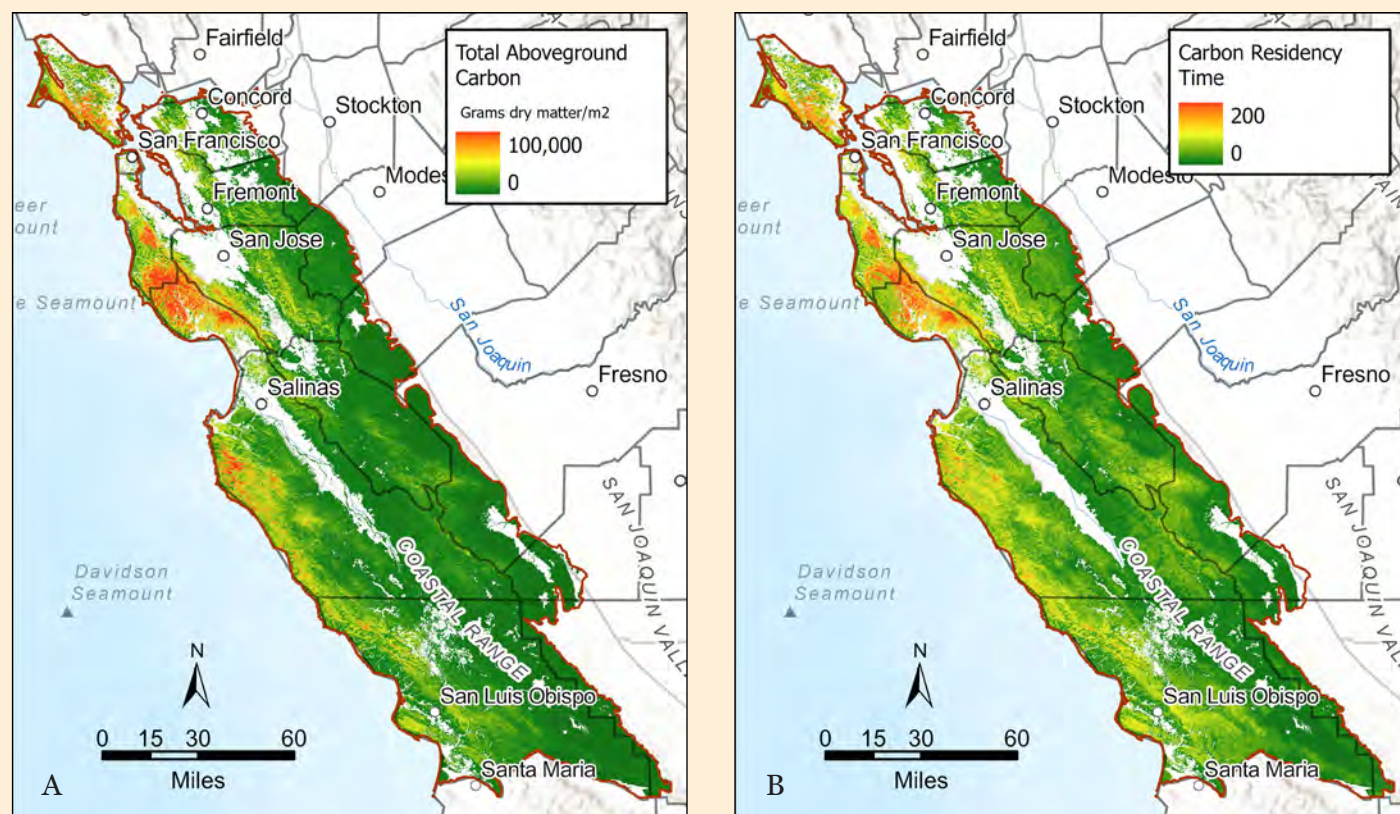 Fairfield
Total Aboveground
Carbon
Grams dry matter/m2
100,000
0
Concord
Stockton
San Francisco
Fremont
San Jose
eer
ount
e Seamount
San Joaquin
Fresno
Salinas
SAN JOAQUIN VALL
COASTAL RANGE
Davidson
Seamount
N
San Luis Obispo
0 15 30 60
Miles
Santa Maria
A
Fairfield
Carbon Residency
Time
200
0
Concord
Stockton
San Francisco
Modesto
Fremont
San Jose
eer
ount
e Seamount
San Joaquin
Fresno
Salinas
SAN JOAQUIN VALL
COASTAL RANGE
Davidson
Seamount
N
San Luis Obispo
0 15 30 60
Miles
Santa Maria
B